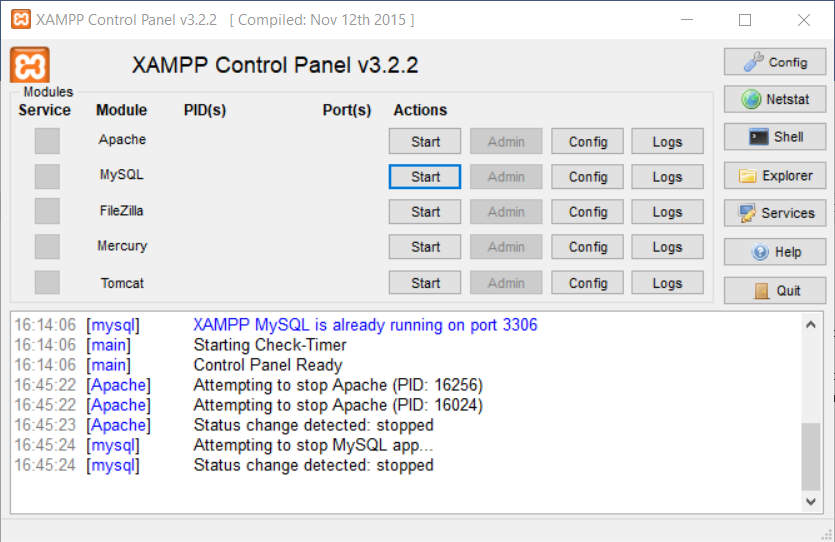 XAMPP Control Panel v3.2.2 [ Compiled: Nov 12th 2015 ]
XAMPP Control Panel v3.2.2
Config
Modules
Service Module PID(s) Port(s) Actions
Netstat
Apache Start Admin Config Logs
Shell
MySQL Start Admin Config Logs
Explorer
FileZilla Start Admin Config Logs
Services
Mercury Start Admin Config Logs
Help
Tomcat Start Admin Config Logs
Quit
16:14:06 [mysql] XAMPP MySQL is already running on port 3306
16:14:06 [main] Starting Check-Timer
16:14:06 [main] Control Panel Ready
16:45:22 [Apache] Attempting to stop Apache (PID: 16256)
16:45:22 [Apache] Attempting to stop Apache (PID: 16024)
16:45:23 [Apache] Status change detected: stopped
16:45:24 [mysql] Attempting to stop MySQL app...
16:45:24 [mysql] Status change detected: stopped